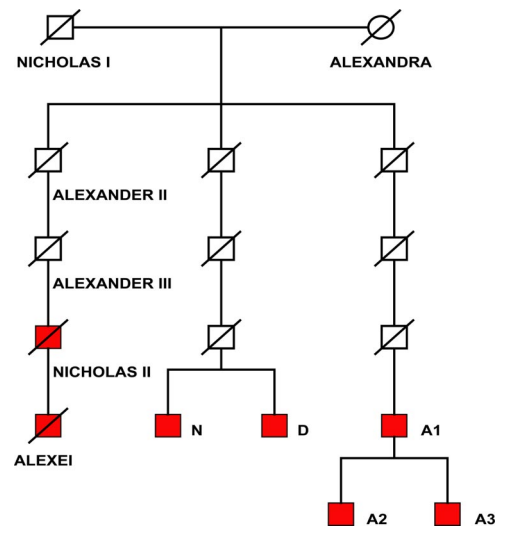 NICHOLAS I
ALEXANDRA
ALEXANDER II
ALEXANDER III
NICHOLAS II
ALEXEI
N
D
A1
A2
A3